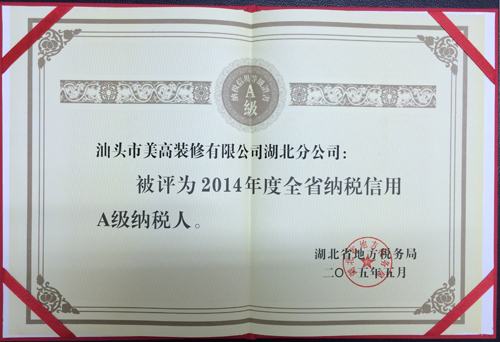 A
级
汕头市美高装修有限公司湖北分公司：
被评为2014年度全省纳税信用
A级纳税人。
湖北省地方税务局
二〇一五年五月